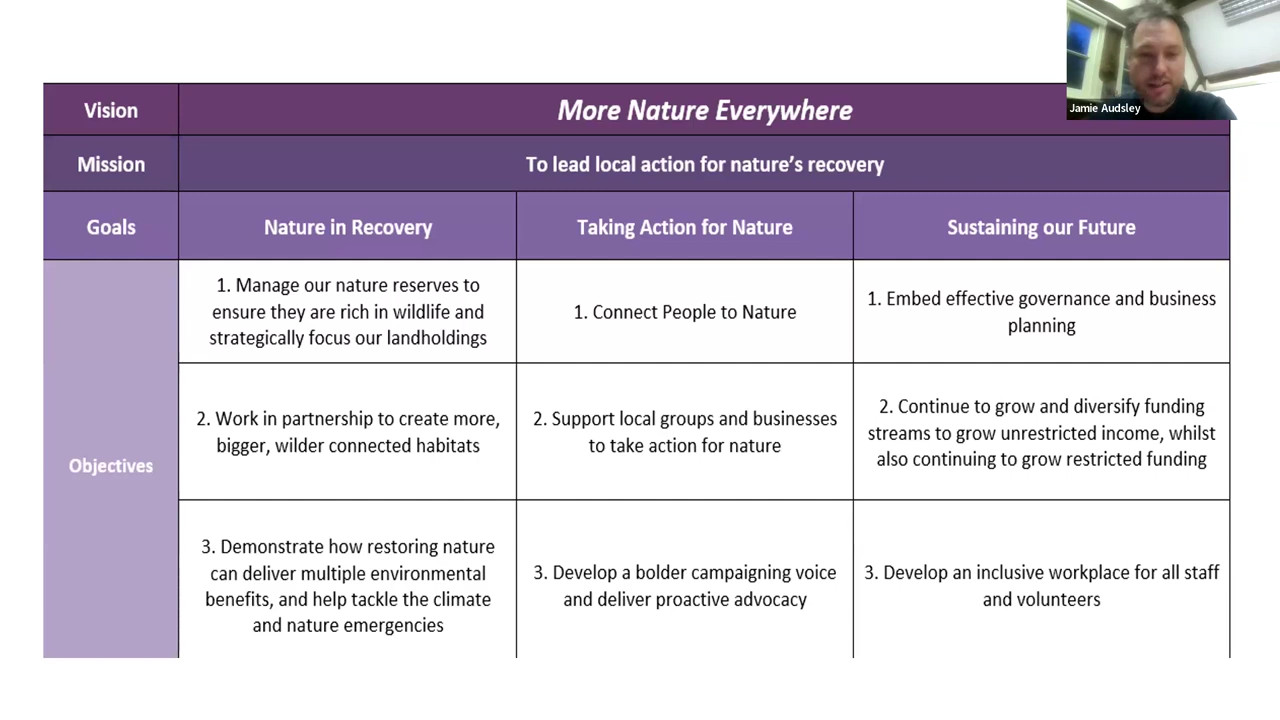 Jamie Audsley
Vision
More Nature Everywhere
Mission
To lead local action for nature’s recovery
Goals
Nature in Recovery
Taking Action for Nature
Sustaining our Future
Objectives
1. Manage our nature reserves to
ensure they are rich in wildlife and
strategically focus our landholdings
1. Connect People to Nature
1. Embed effective governance and business
planning
2. Work in partnership to create more,
bigger, wilder connected habitats
2. Support local groups and businesses
to take action for nature
2. Continue to grow and diversify funding
streams to grow unrestricted income, whilst
also continuing to grow restricted funding
3. Demonstrate how restoring nature
can deliver multiple environmental
benefits, and help tackle the climate
and nature emergencies
3. Develop a bolder campaigning voice
and deliver proactive advocacy
3. Develop an inclusive workplace for all staff
and volunteers